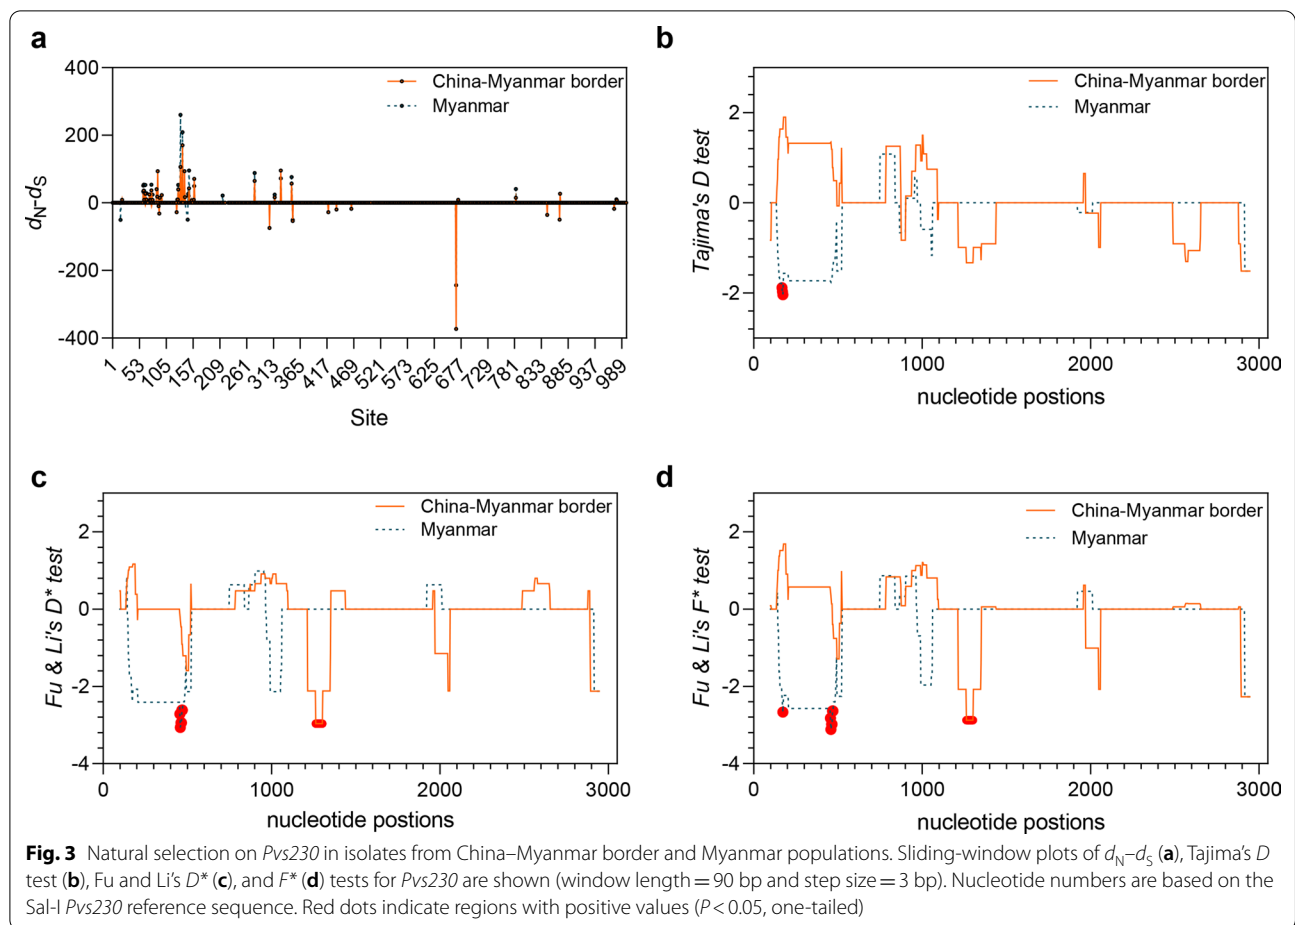 a
400
200
0
-200
-400
dN-dS
China-Myanmar border
Myanmar
1
53
105
157
209
261
313
365
417
469
521
573
625
677
729
781
833
885
937
989
Site
b
2
0
-2
Tajima's D test
China-Myanmar border
Myanmar
0
1000
2000
3000
nucleotide postions
c
2
0
-2
-4
Fu & Li's D* test
China-Myanmar border
Myanmar
0
1000
2000
3000
nucleotide postions
d
2
0
-2
-4
Fu & Li's F* test
China-Myanmar border
Myanmar
0
1000
2000
3000
nucleotide postions
Fig. 3 Natural selection on Pvs230 in isolates from China–Myanmar border and Myanmar populations. Sliding-window plots of dN–dS (a), Tajima's D
test (b), Fu and Li's D* (c), and F* (d) tests for Pvs230 are shown (window length = 90 bp and step size = 3 bp). Nucleotide numbers are based on the
Sal-I Pvs230 reference sequence. Red dots indicate regions with positive values (P < 0.05, one-tailed)